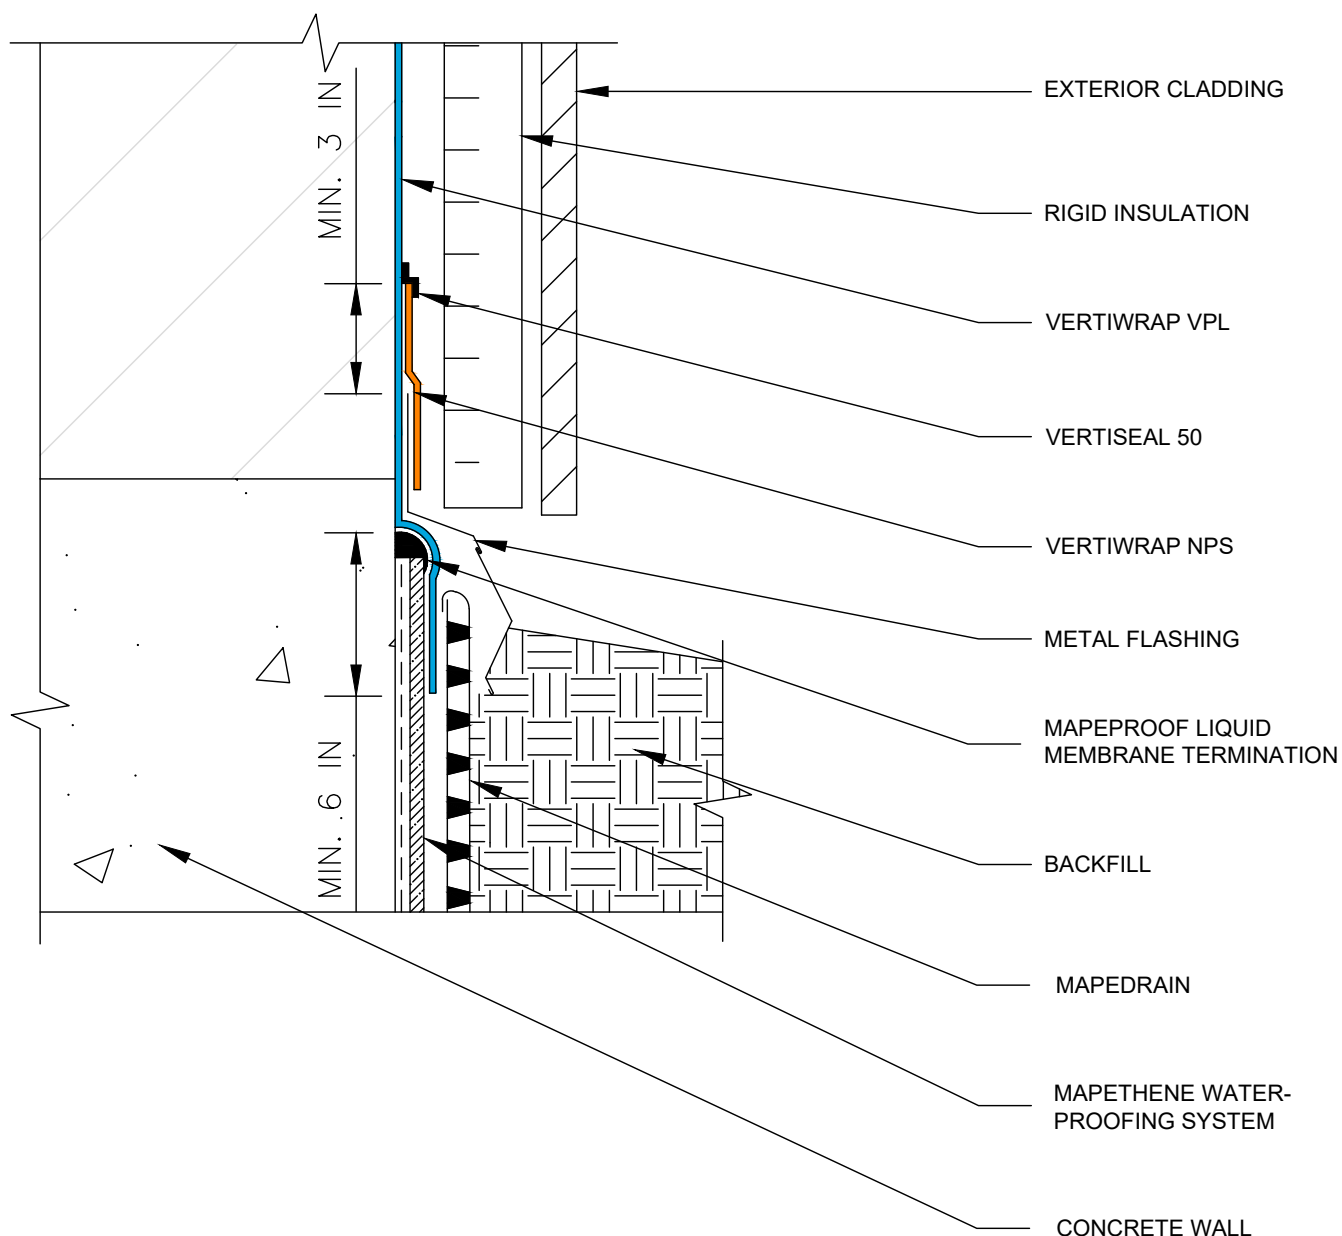 MIN. 3 IN
EXTERIOR CLADDING
RIGID INSULATION
VERTIWRAP VPL
VERTISEAL 50
VERTIWRAP NPS
METAL FLASHING
MAPEPROOF LIQUID
MEMBRANE TERMINATION
MIN. 6 IN
BACKFILL
MAPEDRAIN
MAPETHENE WATER-
PROOFING SYSTEM
CONCRETE WALL